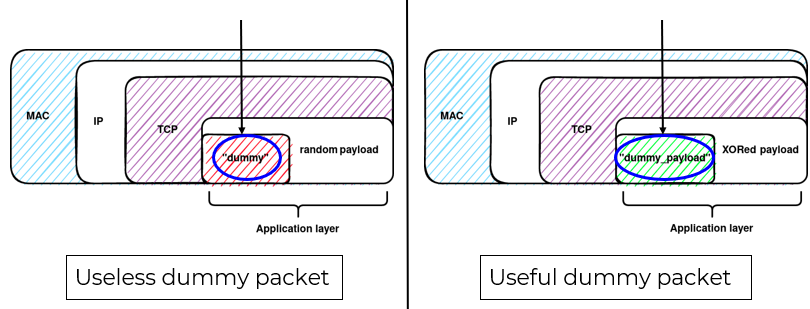 MAC
IP
TCP
"dummy"
random payload
Application layer
Useless dummy packet
MAC
IP
TCP
"dummy_payload"
XORed payload
Application layer
Useful dummy packet